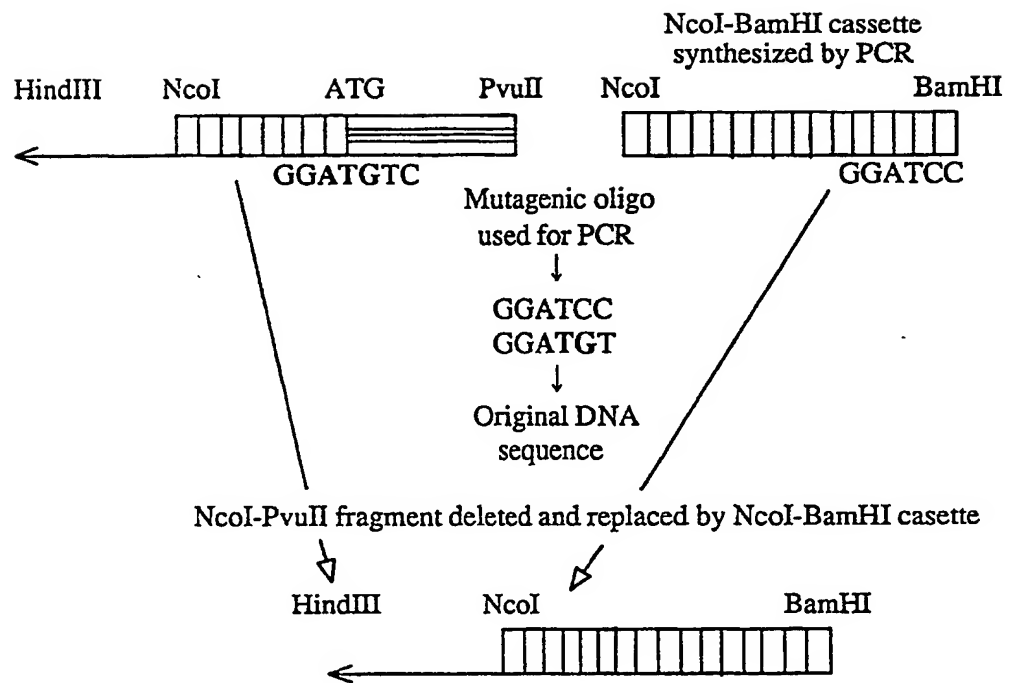 NcoI-BamHI cassette
synthesized by PCR
HindIII NcoI ATG PvuII NcoI BamHI
GGATGTC GGATCC
Mutagenic oligo
used for PCR
↓
GGATCC
GGATGT
↓
Original DNA
sequence
NcoI-PvuII fragment deleted and replaced by NcoI-BamHI casette
HindIII NcoI BamHI